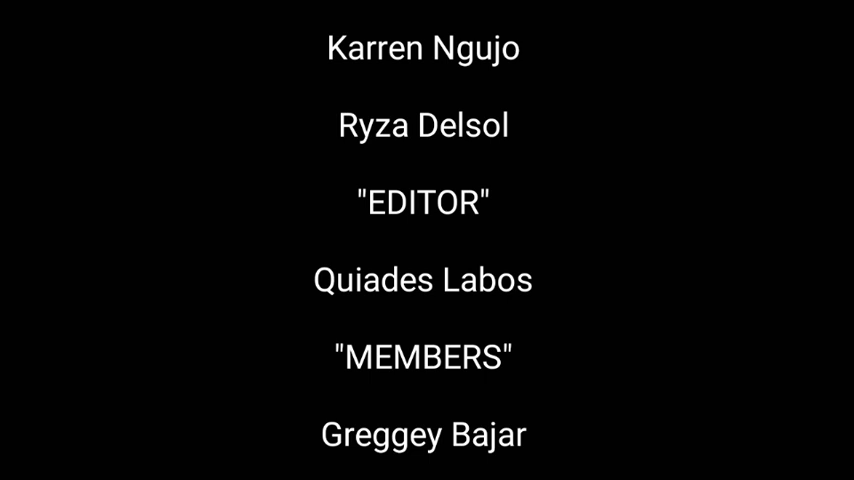 Karren Ngujo
Ryza Delsol
"EDITOR"
Quiades Labos
"MEMBERS"
Greggey Bajar